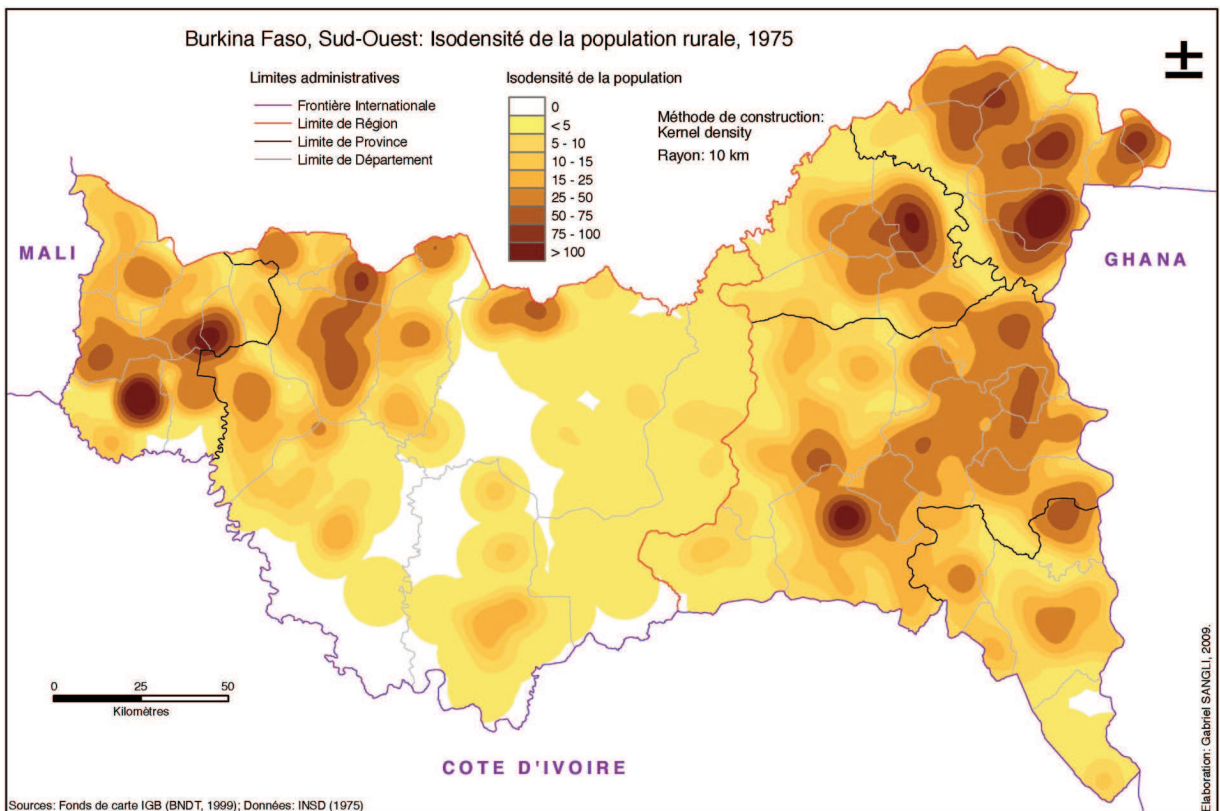 Burkina Faso, Sud-Ouest: Isodensité de la population rurale, 1975
Limites administratives
Frontière Internationale
Limite de Région
Limite de Province
Limite de Département
Isodensité de la population
0
< 5
5 - 10
10 - 15
15 - 25
25 - 50
50 - 75
75 - 100
> 100
Méthode de construction:
Kernel density
Rayon: 10 km
MALI
GHANA
COTE D'IVOIRE
0 25 50
Kilomètres
Sources: Fonds de carte IGB (BNDT, 1999); Données: INSD (1975)
Elaboration: Gabriel SANGLI, 2009.